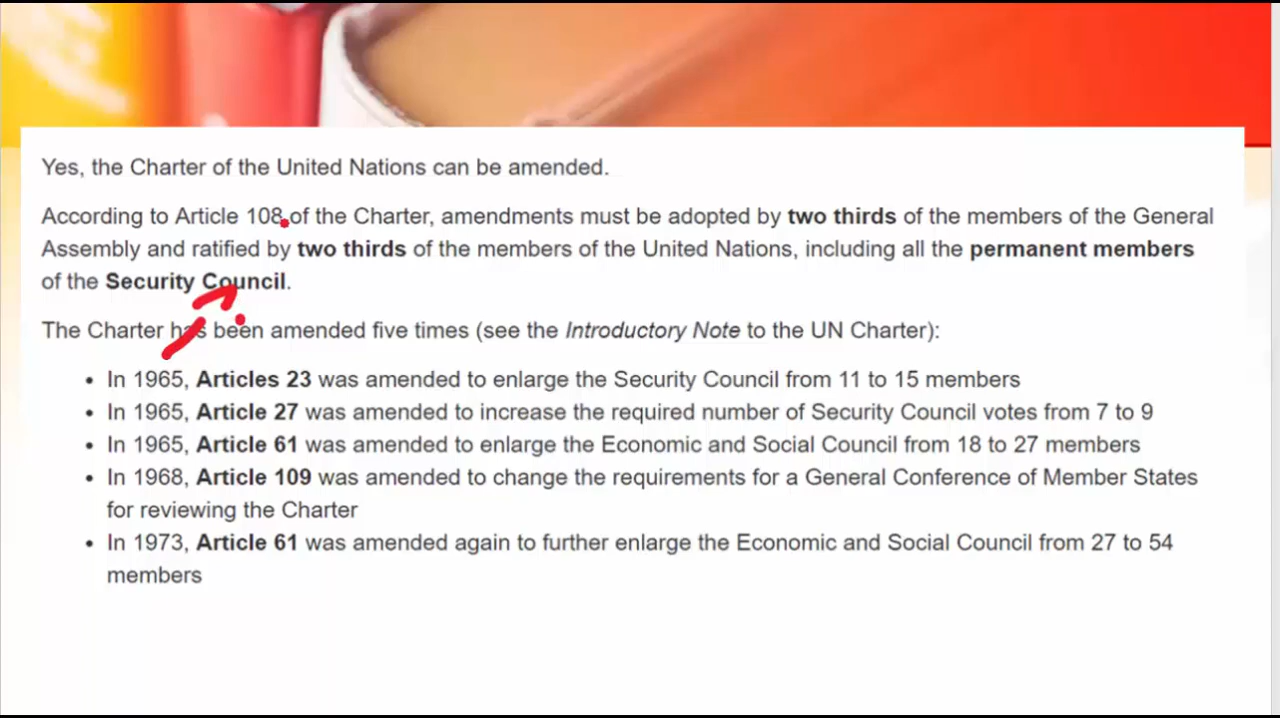 Yes, the Charter of the United Nations can be amended.
According to Article 108 of the Charter, amendments must be adopted by two thirds of the members of the General
Assembly and ratified by two thirds of the members of the United Nations, including all the permanent members
of the Security Council.
The Charter has been amended five times (see the Introductory Note to the UN Charter):
• In 1965, Articles 23 was amended to enlarge the Security Council from 11 to 15 members
• In 1965, Article 27 was amended to increase the required number of Security Council votes from 7 to 9
• In 1965, Article 61 was amended to enlarge the Economic and Social Council from 18 to 27 members
• In 1968, Article 109 was amended to change the requirements for a General Conference of Member States
for reviewing the Charter
• In 1973, Article 61 was amended again to further enlarge the Economic and Social Council from 27 to 54
members